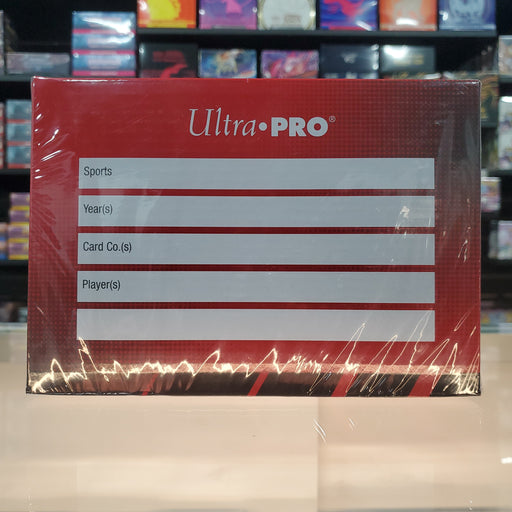 Ultra•PRO®
Sports
Year(s)
Card Co.(s)
Player(s)